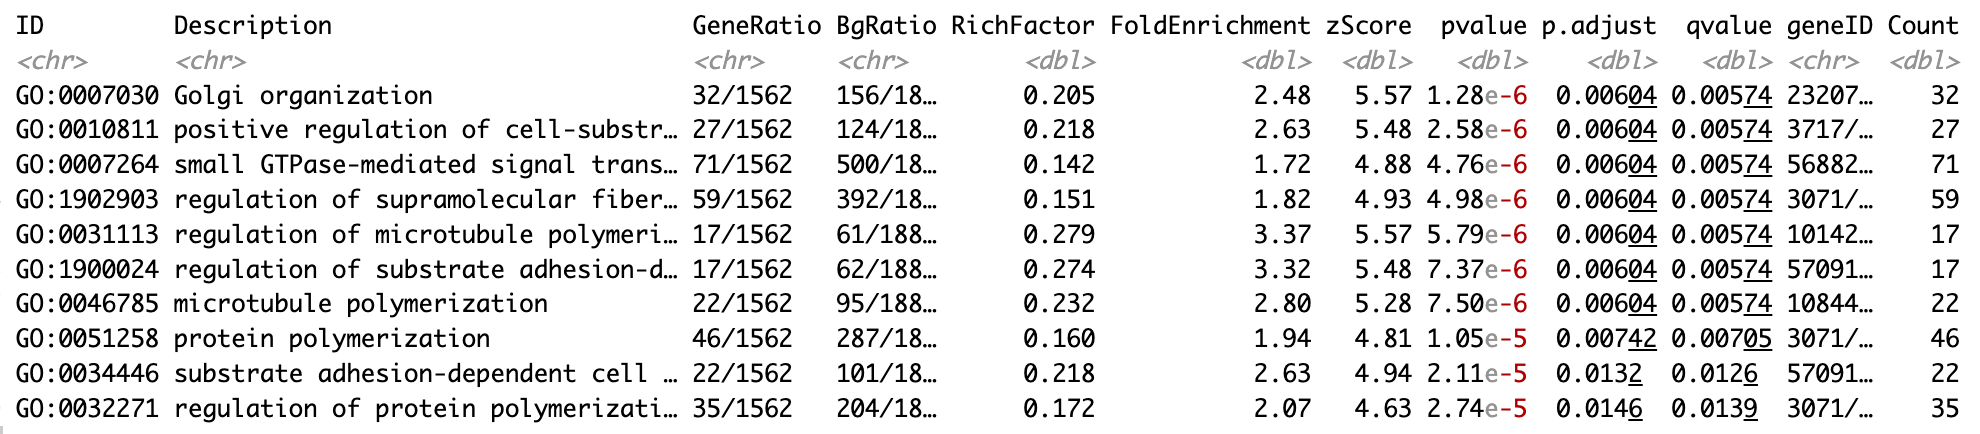 ID Description GeneRatio BgRatio RichFactor FoldEnrichment zScore pvalue p.adjust qvalue geneID Count
<chr> <chr> <chr> <chr> <dbl> <dbl> <dbl> <dbl> <dbl> <dbl> <chr> <dbl>
GO:0007030 Golgi organization 32/1562 156/18… 0.205 2.48 5.57 1.28e-6 0.00604 0.00574 23207… 32
GO:0010811 positive regulation of cell-substr… 27/1562 124/18… 0.218 2.63 5.48 2.58e-6 0.00604 0.00574 3717/… 27
GO:0007264 small GTPase-mediated signal trans… 71/1562 500/18… 0.142 1.72 4.88 4.76e-6 0.00604 0.00574 56882… 71
GO:1902903 regulation of supramolecular fiber… 59/1562 392/18… 0.151 1.82 4.93 4.98e-6 0.00604 0.00574 3071/… 59
GO:0031113 regulation of microtubule polymeri… 17/1562 61/188… 0.279 3.37 5.57 5.79e-6 0.00604 0.00574 10142… 17
GO:1900024 regulation of substrate adhesion-d… 17/1562 62/188… 0.274 3.32 5.48 7.37e-6 0.00604 0.00574 57091… 17
GO:0046785 microtubule polymerization 22/1562 95/188… 0.232 2.80 5.28 7.50e-6 0.00604 0.00574 10844… 22
GO:0051258 protein polymerization 46/1562 287/18… 0.160 1.94 4.81 1.05e-5 0.00742 0.00705 3071/… 46
GO:0034446 substrate adhesion-dependent cell … 22/1562 101/18… 0.218 2.63 4.94 2.11e-5 0.0132 0.0126 57091… 22
GO:0032271 regulation of protein polymerizati… 35/1562 204/18… 0.172 2.07 4.63 2.74e-5 0.0146 0.0139 3071/… 35